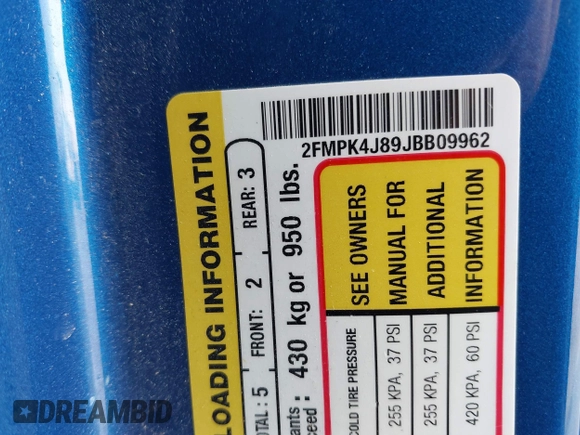 2FMPK4J89JBB09962
LOADING INFORMATION
TOTAL: 5 FRONT: 2 REAR: 3
430 kg or 950 lbs.
SEE OWNERS
MANUAL FOR
ADDITIONAL
INFORMATION
COLD TIRE PRESSURE
255 KPA, 37 PSI
255 KPA, 37 PSI
420 KPA, 60 PSI
DREAMBID